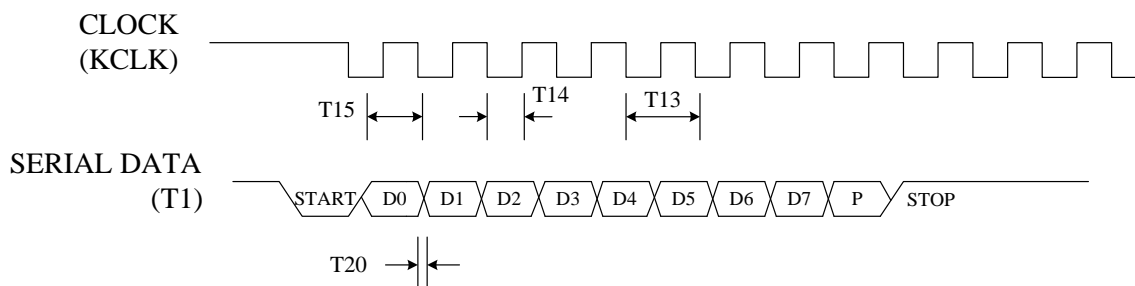 CLOCK
(KCLK)
T15
T14
T13
SERIAL DATA
(T1)
START D0 D1 D2 D3 D4 D5 D6 D7 P STOP
T20